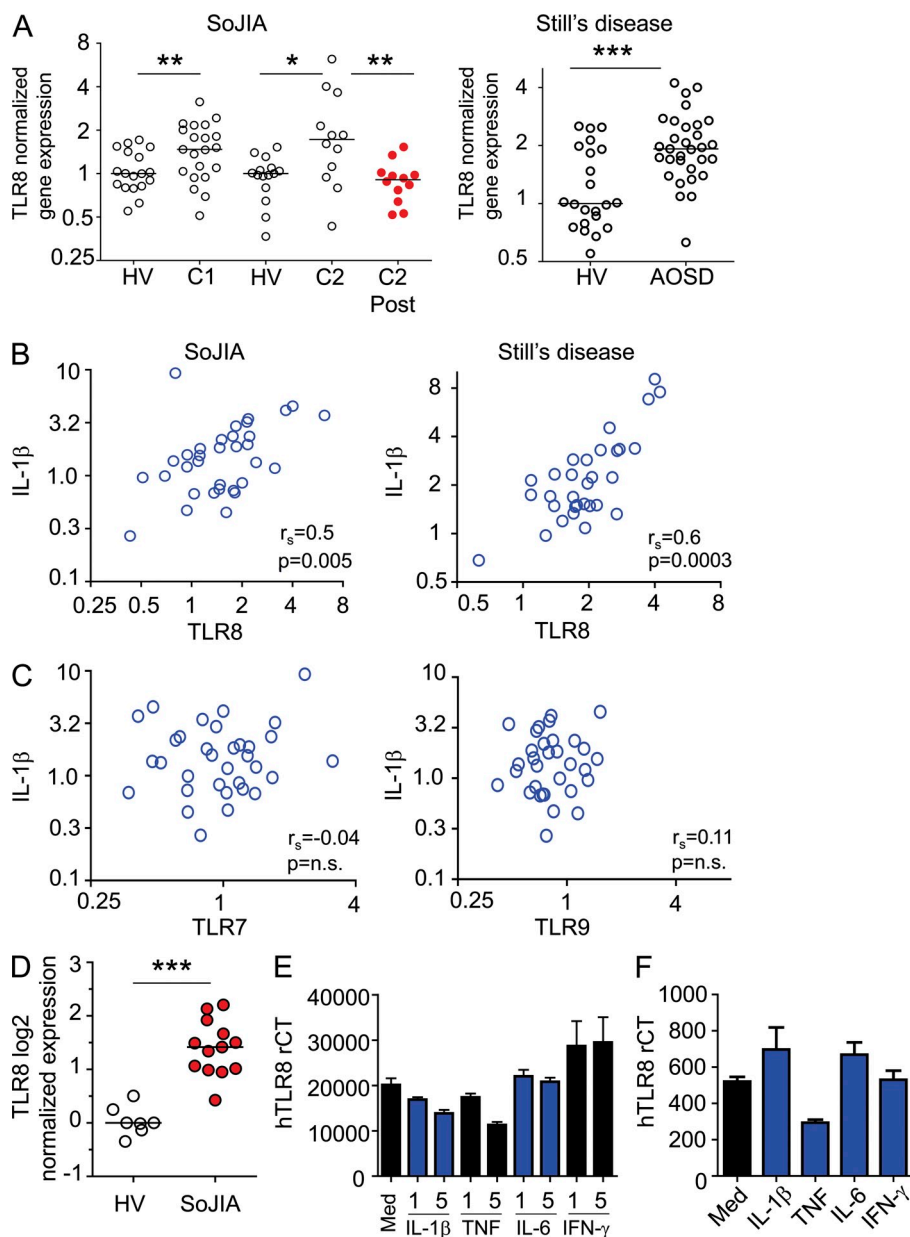 A
SoJIA
Still's disease
TLR8 normalized
gene expression
8
4
2
1
0.5
0.25
** * **
HV C1 HV C2 C2
Post
TLR8 normalized
gene expression
4
2
1
0.5
***
HV AOSD
B
SoJIA
Still's disease
IL-1β
10
3.2
1.0
0.3
0.1
rs=0.5
p=0.005
0.25 0.5 1 2 4 8
TLR8
IL-1β
8
4
2
1
0.5
rs=0.6
p=0.0003
0.5 1 2 4 8
TLR8
C
IL-1β
10
3.2
1.0
0.3
0.1
rs=-0.04
p=n.s.
0.25 1 4
TLR7
IL-1β
10
3.2
1.0
0.3
0.1
rs=0.11
p=n.s.
0.25 1 4
TLR9
D
TLR8 log2
normalized expression
3
2
1
0
-1
***
HV SoJIA
E
hTLR8 rCT
40000
30000
20000
10000
0
Med 1 5 1 5 1 5 1 5
IL-1β TNF IL-6 IFN-γ
F
hTLR8 rCT
1000
800
600
400
200
0
Med IL-1β TNF IL-6 IFN-γ